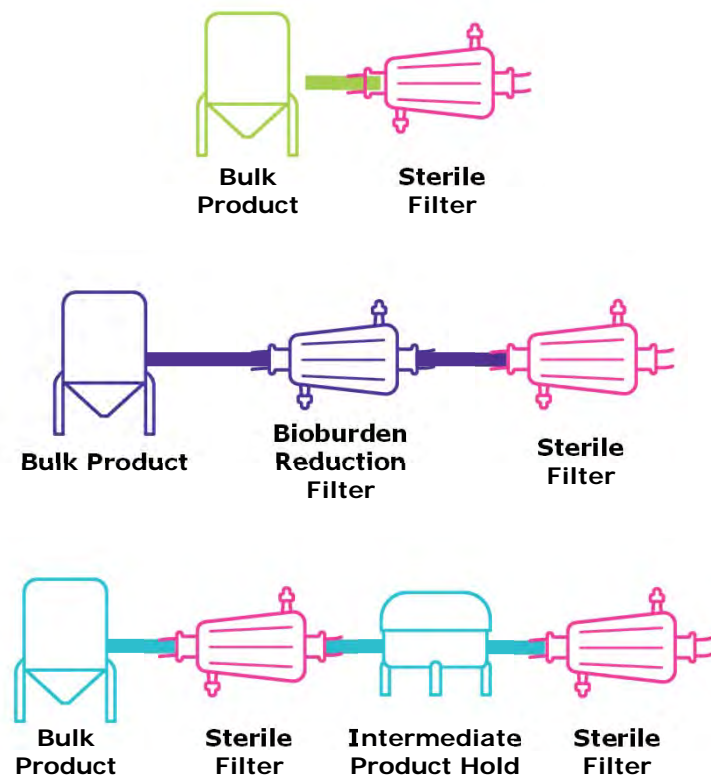 Bulk
Product
Sterile
Filter
Bulk Product
Bioburden
Reduction
Filter
Sterile
Filter
Bulk
Product
Sterile
Filter
Intermediate
Product Hold
Sterile
Filter